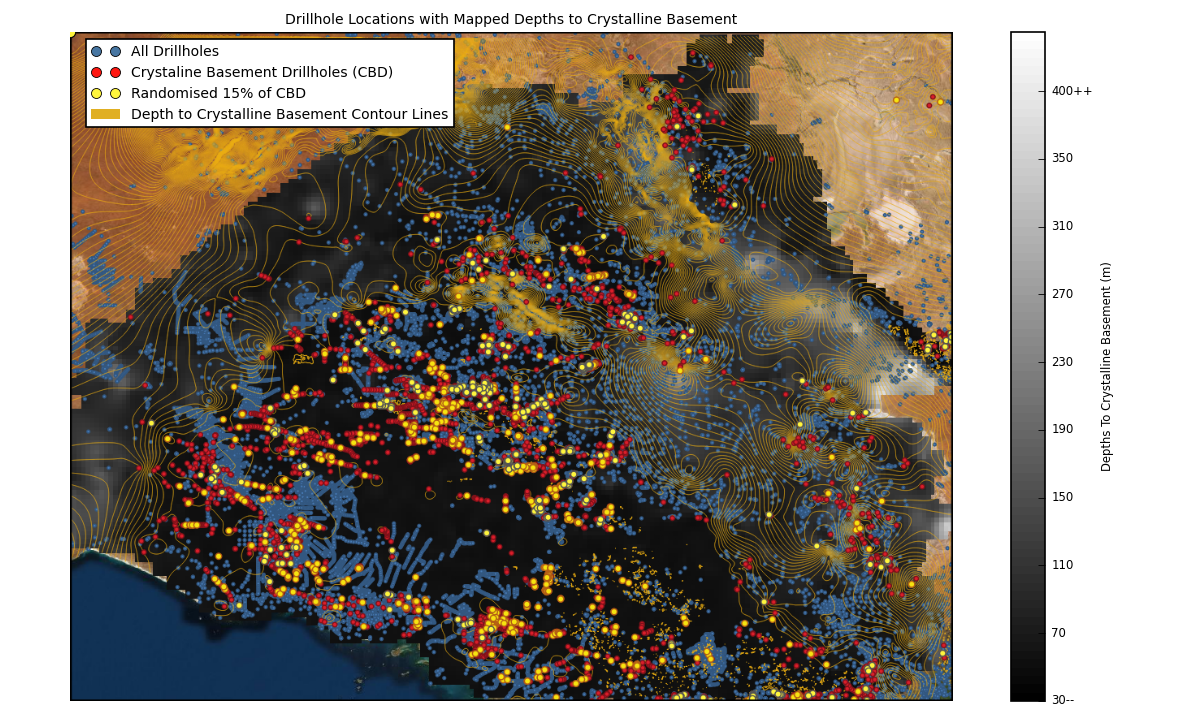 Drillhole Locations with Mapped Depths to Crystalline Basement
All Drillholes
Crystaline Basement Drillholes (CBD)
Randomised 15% of CBD
Depth to Crystalline Basement Contour Lines
400++
350
310
270
230
190
150
110
70
30--
Depths To Crystalline Basement (m)